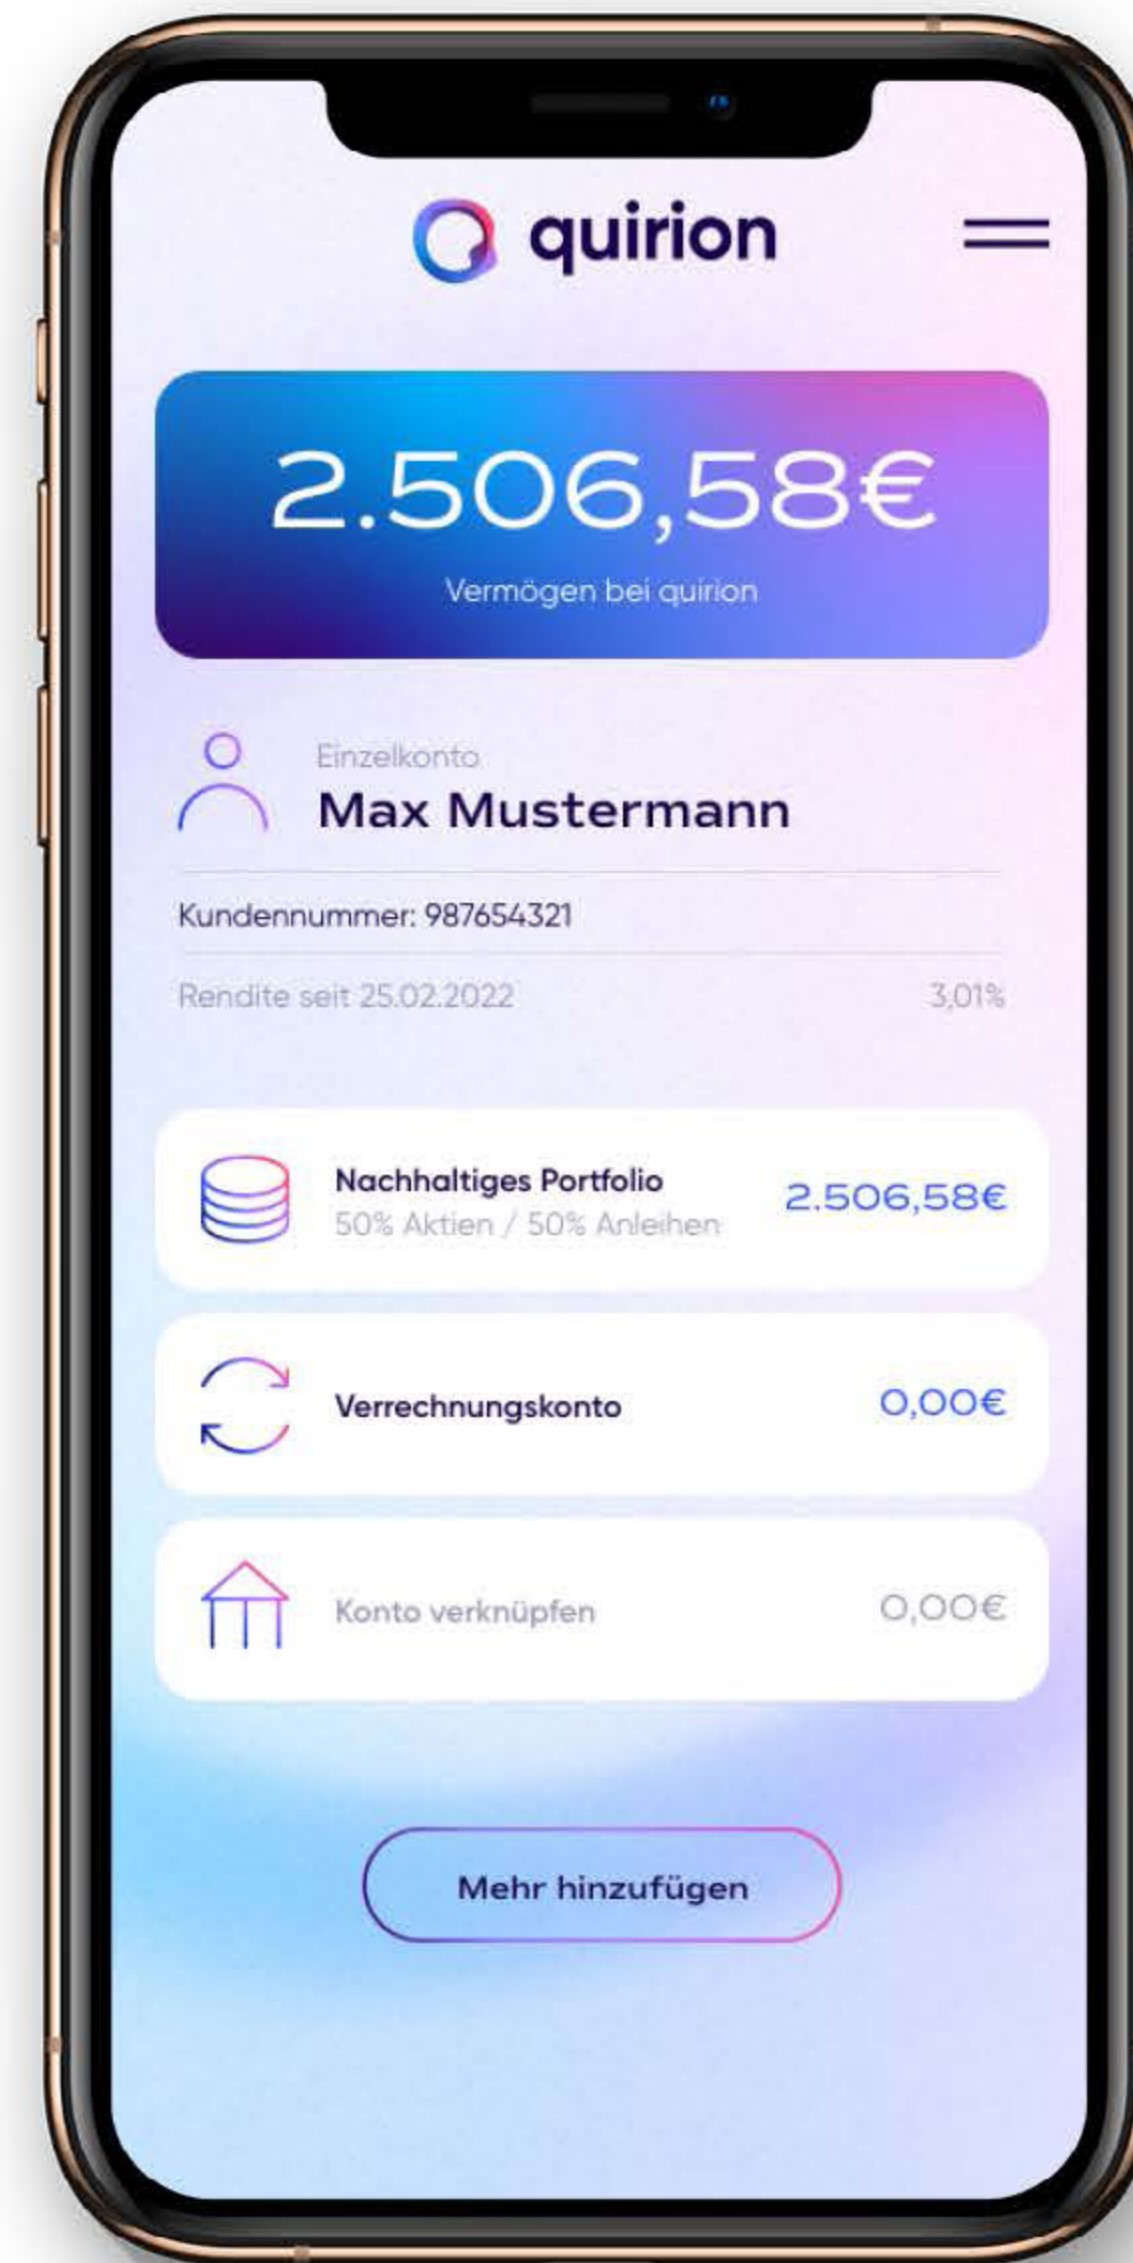 quirion
2.506,58€
Vermögen bei quirion
Einzelkonto
Max Mustermann
Kundennummer: 987654321
Rendite seit 25.02.2022 3,01%
Nachhaltiges Portfolio 2.506,58€
50% Aktien / 50% Anleihen
Verrechnungskonto 0,00€
Konto verknüpfen 0,00€
Mehr hinzufügen